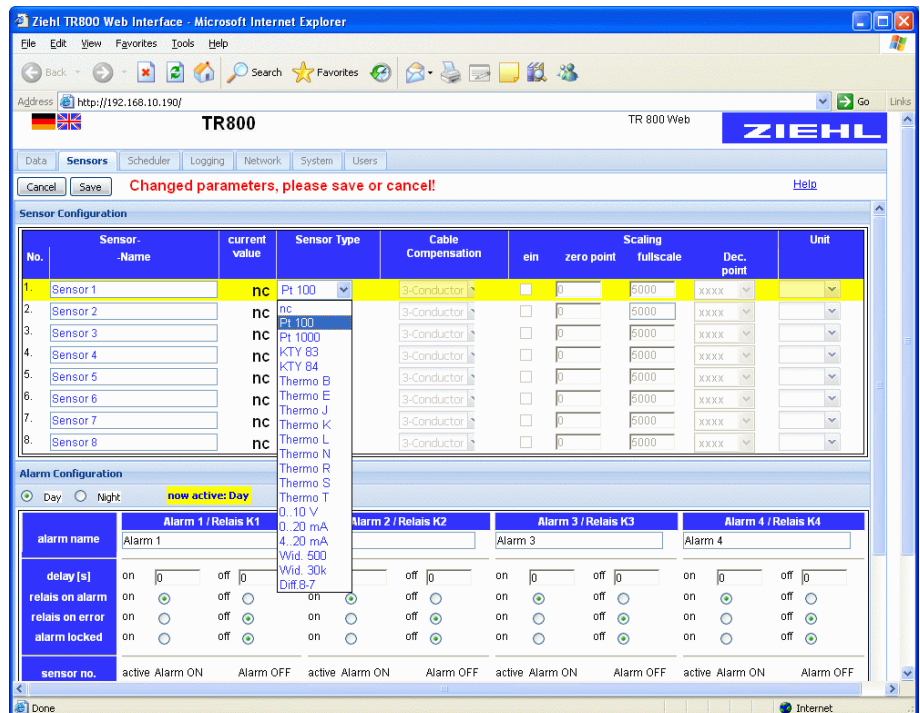 Ziehl TR800 Web Interface - Microsoft Internet Explorer
File Edit View Favorites Tools Help
Back Search Favorites
Address http://192.168.10.190/ Go Links
TR800 TR 800 Web ZIEHL
Data Sensors Scheduler Logging Network System Users
Cancel Save Changed parameters, please save or cancel! Help
Sensor Configuration
Sensor- current Sensor Type Cable Scaling Unit
No. -Name value Compensation ein zero point fullscale Dec.
point
1. Sensor 1 nc Pt 100 3-Conductor 0 5000 xxxx
2. Sensor 2 nc 3-Conductor 0 5000 xxxx
3. Sensor 3 nc 3-Conductor 0 5000 xxxx
4. Sensor 4 nc 3-Conductor 0 5000 xxxx
5. Sensor 5 nc 3-Conductor 0 5000 xxxx
6. Sensor 6 nc 3-Conductor 0 5000 xxxx
7. Sensor 7 nc 3-Conductor 0 5000 xxxx
8. Sensor 8 nc 3-Conductor 0 5000 xxxx
nc
Pt 100
Pt 1000
KTY 83
KTY 84
Thermo B
Thermo E
Thermo J
Thermo K
Thermo L
Thermo N
Thermo R
Thermo S
Thermo T
0..10 V
0..20 mA
4..20 mA
Wid. 500
Wid. 30k
Diff.8-7
Alarm Configuration
Day Night now active: Day
Alarm 1 / Relais K1 Alarm 2 / Relais K2 Alarm 3 / Relais K3 Alarm 4 / Relais K4
alarm name Alarm 1 Alarm 3 Alarm 4
delay [s] on 0 off 0 off 0 on 0 off 0 on 0 off 0
relais on alarm on off on off on off on off
relais on error on off on off on off on off
alarm locked on off on off on off on off
sensor no. active Alarm ON Alarm OFF active Alarm ON Alarm OFF active Alarm ON Alarm OFF active Alarm ON Alarm OFF
Done Internet